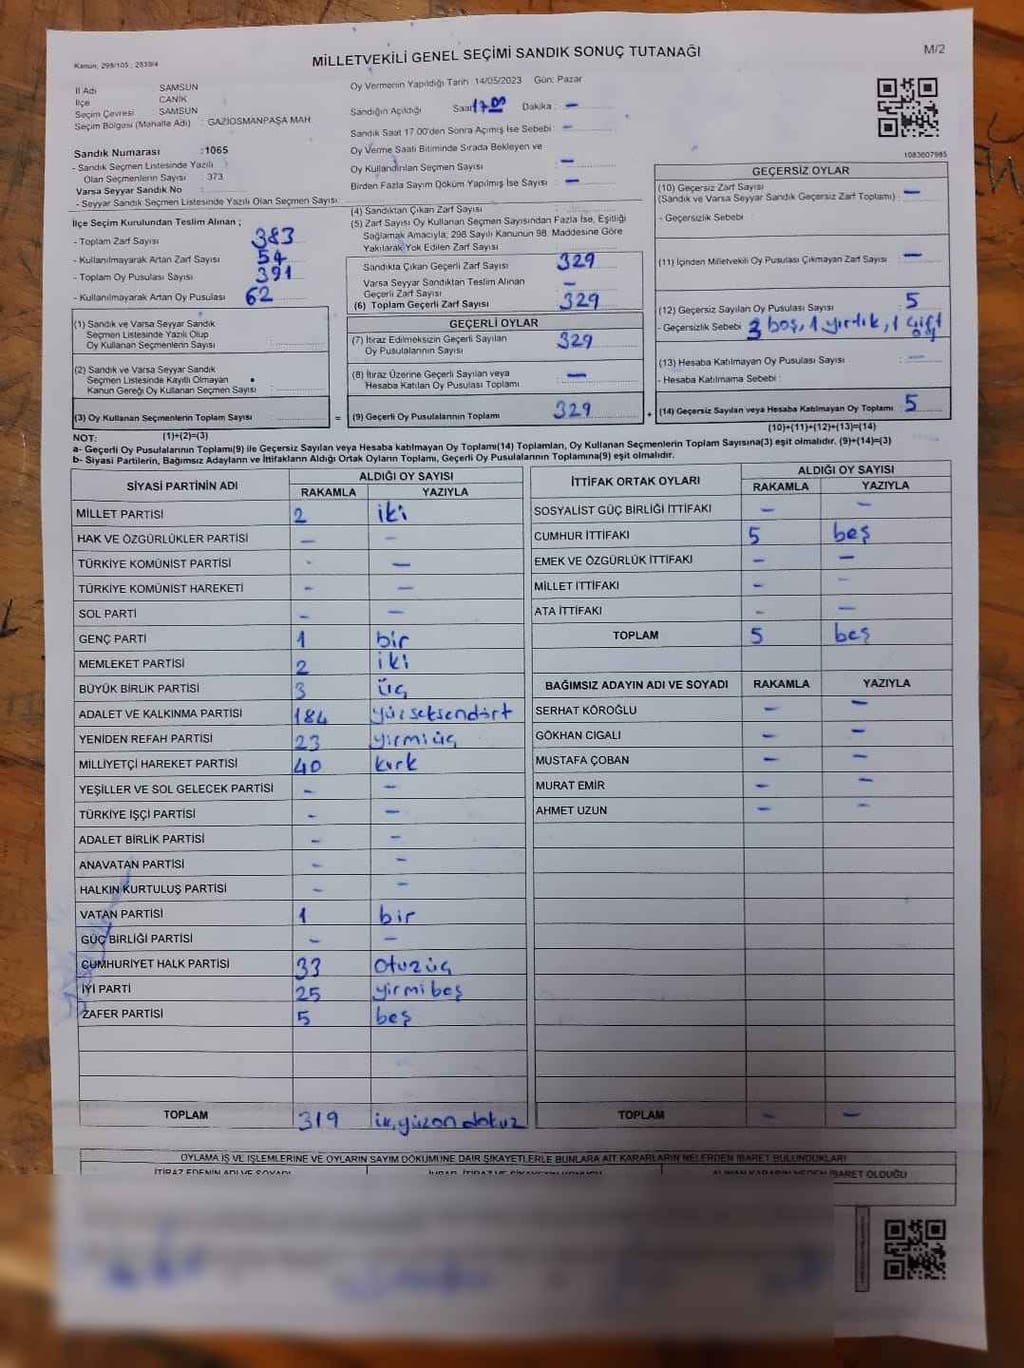 Kanun: 298/105 ; 2839/4
MİLLETVEKİLİ GENEL SEÇİMİ SANDIK SONUÇ TUTANAĞI
M/2
İl Adı SAMSUN
İlçe CANİK
Seçim Çevresi SAMSUN
Seçim Bölgesi (Mahalle Adı) : GAZİOSMANPAŞA MAH
Sandık Numarası : 1065
- Sandık Seçmen Listesinde Yazılı
Olan Seçmenlerin Sayısı : 373
Varsa Seyyar Sandık No
- Seyyar Sandık Seçmen Listesinde Yazılı Olan Seçmen Sayısı:
Oy Vermenin Yapıldığı Tarih: 14/05/2023 Gün: Pazar
Sandığın Açıldığı Saat 17.00 Dakika : -
Sandık Saat 17.00'den Sonra Açılmış İse Sebebi: -
Oy Verme Saati Bitiminde Sırada Bekleyen ve
Oy Kullandırılan Seçmen Sayısı -
Birden Fazla Sayım Döküm Yapılmış İse Sayısı -
1083607985
İlçe Seçim Kurulundan Teslim Alınan ;
- Toplam Zarf Sayısı 383
- Kullanılmayarak Artan Zarf Sayısı 54
- Toplam Oy Pusulası Sayısı 391
- Kullanılmayarak Artan Oy Pusulası 62
(4) Sandıktan Çıkan Zarf Sayısı
(5) Zarf Sayısı Oy Kullanan Seçmen Sayısından Fazla İse, Eşitliği
Sağlamak Amacıyla; 298 Sayılı Kanunun 98. Maddesine Göre
Yakılarak Yok Edilen Zarf Sayısı
Sandıkta Çıkan Geçerli Zarf Sayısı 329
Varsa Seyyar Sandıktan Teslim Alınan
Geçerli Zarf Sayısı -
(6) Toplam Geçerli Zarf Sayısı 329
GEÇERSİZ OYLAR
(10) Geçersiz Zarf Sayısı
(Sandık ve Varsa Seyyar Sandık Geçersiz Zarf Toplamı) : -
- Geçersizlik Sebebi :
(11) İçinden Milletvekili Oy Pusulası Çıkmayan Zarf Sayısı -
(12) Geçersiz Sayılan Oy Pusulası Sayısı 5
- Geçersizlik Sebebi : 3 boş, 1 yırtık, 1 çift oy
(13) Hesaba Katılmayan Oy Pusulası Sayısı -
- Hesaba Katılmama Sebebi :
(14) Geçersiz Sayılan veya Hesaba Katılmayan Oy Toplamı 5
(10)+(11)+(12)+(13)=(14)
(1) Sandık ve Varsa Seyyar Sandık
Seçmen Listesinde Yazılı Olup
Oy Kullanan Seçmenlerin Sayısı
(2) Sandık ve Varsa Seyyar Sandık
Seçmen Listesinde Kayıtlı Olmayan
Kanun Gereği Oy Kullanan Seçmen Sayısı
(3) Oy Kullanan Seçmenlerin Toplam Sayısı =
(1)+(2)=(3)
GEÇERLİ OYLAR
(7) İtiraz Edilmeksizin Geçerli Sayılan
Oy Pusulalarının Sayısı 329
(8) İtiraz Üzerine Geçerli Sayılan veya
Hesaba Katılan Oy Pusulası Toplamı -
(9) Geçerli Oy Pusulalarının Toplamı 329 +
NOT:
a- Geçerli Oy Pusulalarının Toplamı(9) ile Geçersiz Sayılan veya Hesaba katılmayan Oy Toplamı(14) Toplamları, Oy Kullanan Seçmenlerin Toplam Sayısına(3) eşit olmalıdır. (9)+(14)=(3)
b- Siyasi Partilerin, Bağımsız Adayların ve İttifakların Aldığı Ortak Oyların Toplamı, Geçerli Oy Pusulalarının Toplamına(9) eşit olmalıdır.
SİYASİ PARTİNİN ADI ALDIĞI OY SAYISI
RAKAMLA YAZIYLA
MİLLET PARTİSİ 2 iki
HAK VE ÖZGÜRLÜKLER PARTİSİ - -
TÜRKİYE KOMÜNİST PARTİSİ - -
TÜRKİYE KOMÜNİST HAREKETİ - -
SOL PARTİ - -
GENÇ PARTİ 1 bir
MEMLEKET PARTİSİ 2 iki
BÜYÜK BİRLİK PARTİSİ 3 üç
ADALET VE KALKINMA PARTİSİ 184 yüzseksendört
YENİDEN REFAH PARTİSİ 23 yirmiüç
MİLLİYETÇİ HAREKET PARTİSİ 40 kırk
YEŞİLLER VE SOL GELECEK PARTİSİ - -
TÜRKİYE İŞÇİ PARTİSİ - -
ADALET BİRLİK PARTİSİ - -
ANAVATAN PARTİSİ - -
HALKIN KURTULUŞ PARTİSİ - -
VATAN PARTİSİ 1 bir
GÜÇ BİRLİĞİ PARTİSİ - -
CUMHURİYET HALK PARTİSİ 33 otuzüç
İYİ PARTİ 25 yirmibeş
ZAFER PARTİSİ 5 beş
TOPLAM 319 ikiyüzondokuz
İTTİFAK ORTAK OYLARI ALDIĞI OY SAYISI
RAKAMLA YAZIYLA
SOSYALİST GÜÇ BİRLİĞİ İTTİFAKI - -
CUMHUR İTTİFAKI 5 beş
EMEK VE ÖZGÜRLÜK İTTİFAKI - -
MİLLET İTTİFAKI - -
ATA İTTİFAKI - -
TOPLAM 5 beş
BAĞIMSIZ ADAYIN ADI VE SOYADI RAKAMLA YAZIYLA
SERHAT KÖROĞLU - -
GÖKHAN CIGALI - -
MUSTAFA ÇOBAN - -
MURAT EMİR - -
AHMET UZUN - -
TOPLAM - -
OYLAMA İŞ VE İŞLEMLERİNE VE OYLARIN SAYIM DÖKÜMÜNE DAİR ŞİKAYETLERLE BUNLARA AİT KARARLARIN NELERDEN İBARET BULUNDUKLARI
İTİRAZ EDENİN ADI VE SOYADI
İBARET OLDUĞU